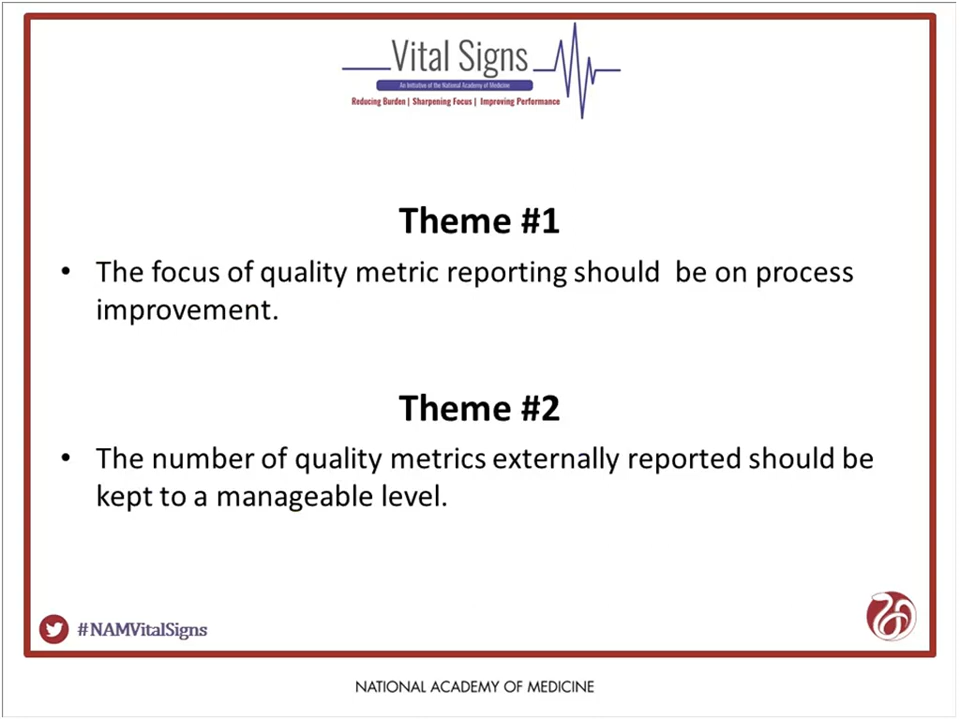 Vital Signs
An Initiative of the National Academy of Medicine
Reducing Burden | Sharpening Focus | Improving Performance
Theme #1
• The focus of quality metric reporting should  be on process
improvement.
Theme #2
• The number of quality metrics externally reported should be
kept to a manageable level.
#NAMVitalSigns
NATIONAL ACADEMY OF MEDICINE